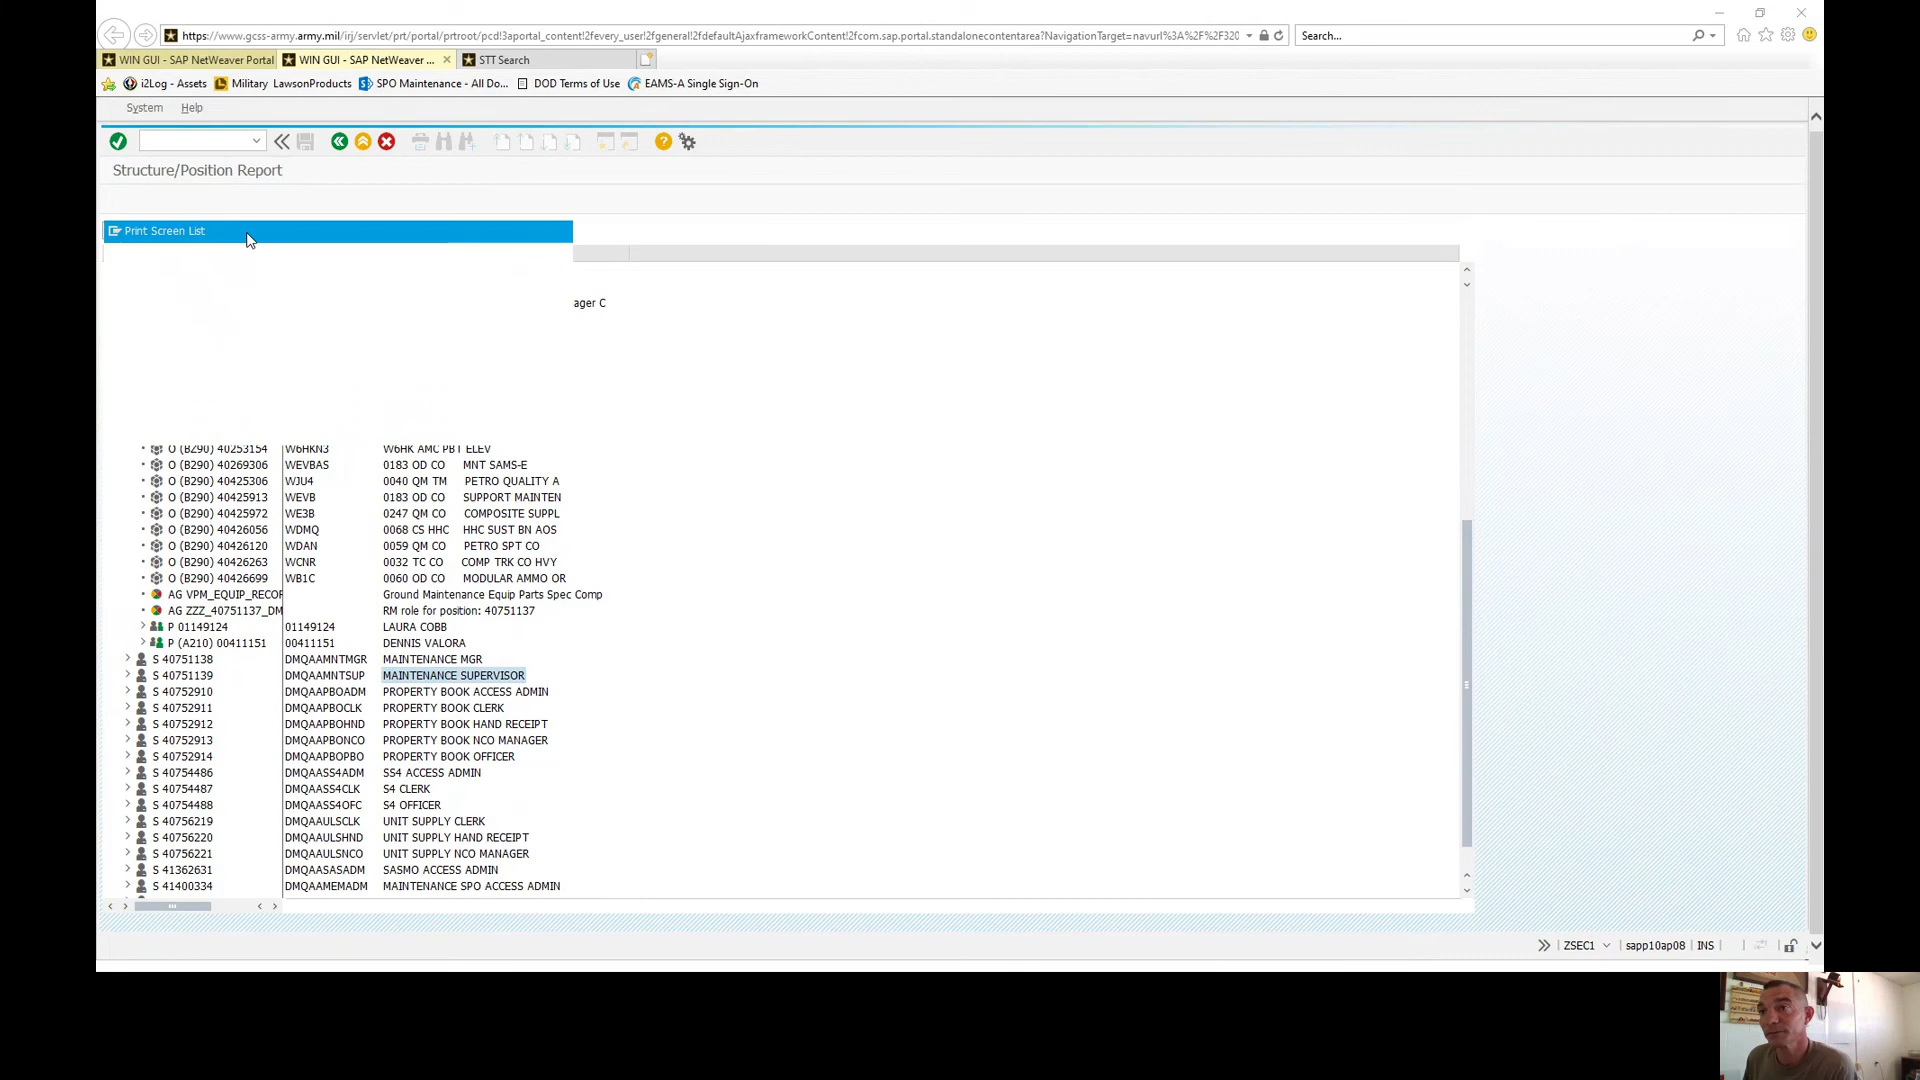 https://www.gcss-army.army.mil/irj/servlet/prt/portal/prtroot/pcd!3aportal_content!2fevery_user!2fgeneral!2fdefaultAjaxframeworkContent!2fcom.sap.portal.standalonecontentarea?NavigationTarget=navurl%3A%2F%2F320 Search...
WIN GUI - SAP NetWeaver Portal WIN GUI - SAP NetWeaver ... STT Search
i2Log - Assets Military LawsonProducts SPO Maintenance - All Do... DOD Terms of Use EAMS-A Single Sign-On
System Help
Structure/Position Report
Print Screen List
ager C
O (B290) 40253154 W6HKN3 W6HK AMC PBT ELEV
O (B290) 40269306 WEVBAS 0183 OD CO MNT SAMS-E
O (B290) 40425306 WJU4 0040 QM TM PETRO QUALITY A
O (B290) 40425913 WEVB 0183 OD CO SUPPORT MAINTEN
O (B290) 40425972 WE3B 0247 QM CO COMPOSITE SUPPL
O (B290) 40426056 WDMQ 0068 CS HHC HHC SUST BN AOS
O (B290) 40426120 WDAN 0059 QM CO PETRO SPT CO
O (B290) 40426263 WCNR 0032 TC CO COMP TRK CO HVY
O (B290) 40426699 WB1C 0060 OD CO MODULAR AMMO OR
AG VPM_EQUIP_RECOF Ground Maintenance Equip Parts Spec Comp
AG ZZZ_40751137_DM RM role for position: 40751137
P 01149124 01149124 LAURA COBB
P (A210) 00411151 00411151 DENNIS VALORA
S 40751138 DMQAAMNTMGR MAINTENANCE MGR
S 40751139 DMQAAMNTSUP MAINTENANCE SUPERVISOR
S 40752910 DMQAAPBOADM PROPERTY BOOK ACCESS ADMIN
S 40752911 DMQAAPBOCLK PROPERTY BOOK CLERK
S 40752912 DMQAAPBOHND PROPERTY BOOK HAND RECEIPT
S 40752913 DMQAAPBONCO PROPERTY BOOK NCO MANAGER
S 40752914 DMQAAPBOPBO PROPERTY BOOK OFFICER
S 40754486 DMQAASS4ADM SS4 ACCESS ADMIN
S 40754487 DMQAASS4CLK S4 CLERK
S 40754488 DMQAASS4OFC S4 OFFICER
S 40756219 DMQAAULSCLK UNIT SUPPLY CLERK
S 40756220 DMQAAULSHND UNIT SUPPLY HAND RECEIPT
S 40756221 DMQAAULSNCO UNIT SUPPLY NCO MANAGER
S 41362631 DMQAASASADM SASMO ACCESS ADMIN
S 41400334 DMQAAMEMADM MAINTENANCE SPO ACCESS ADMIN
ZSEC1 sapp10ap08 INS